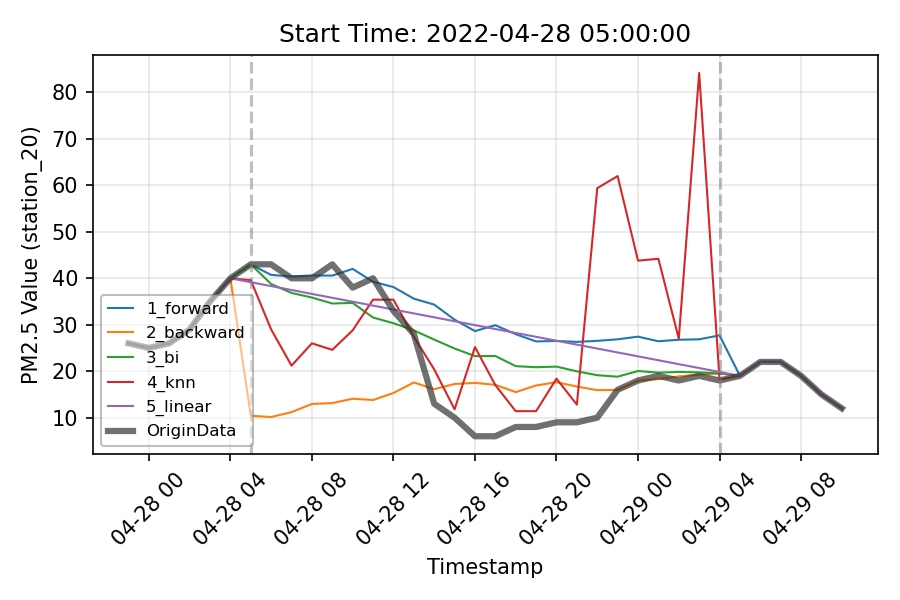 Start Time: 2022-04-28 05:00:00
PM2.5 Value (station_20)
80
70
60
50
40
30
20
10
1_forward
2_backward
3_bi
4_knn
5_linear
OriginData
04-28 00
04-28 04
04-28 08
04-28 12
04-28 16
04-28 20
04-29 00
04-29 04
04-29 08
Timestamp